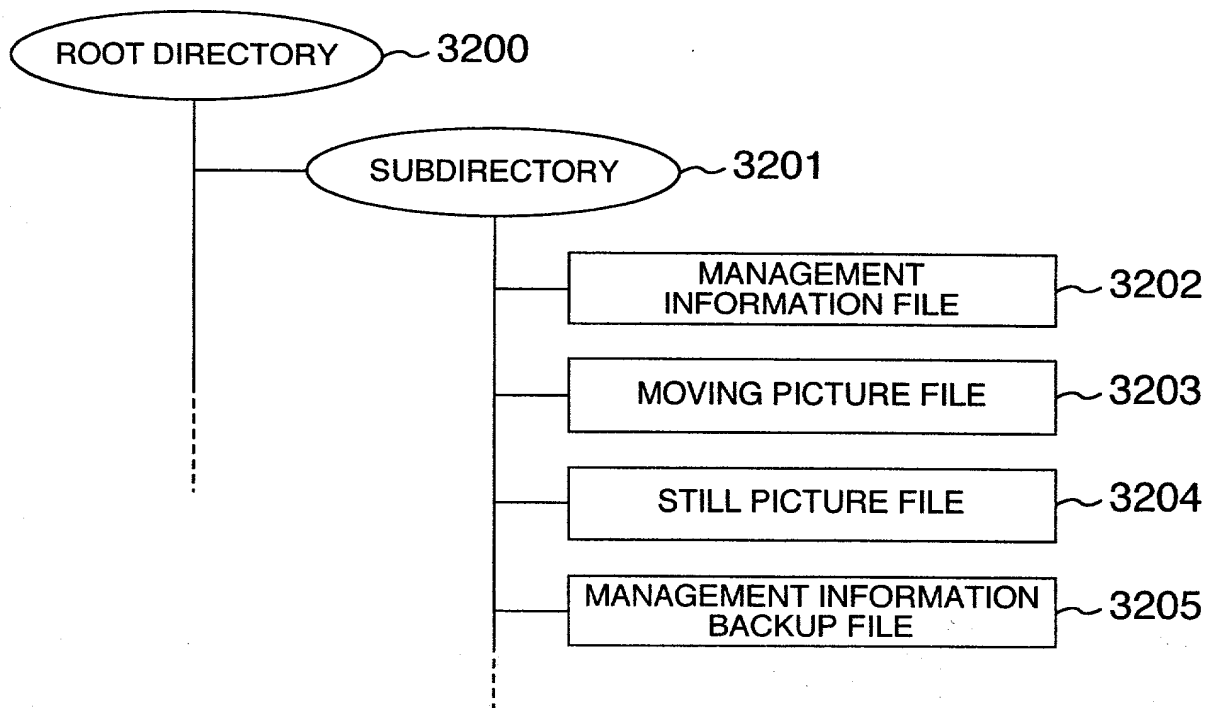 ROOT DIRECTORY 3200
SUBDIRECTORY 3201
MANAGEMENT
INFORMATION FILE 3202
MOVING PICTURE FILE 3203
STILL PICTURE FILE 3204
MANAGEMENT INFORMATION
BACKUP FILE 3205